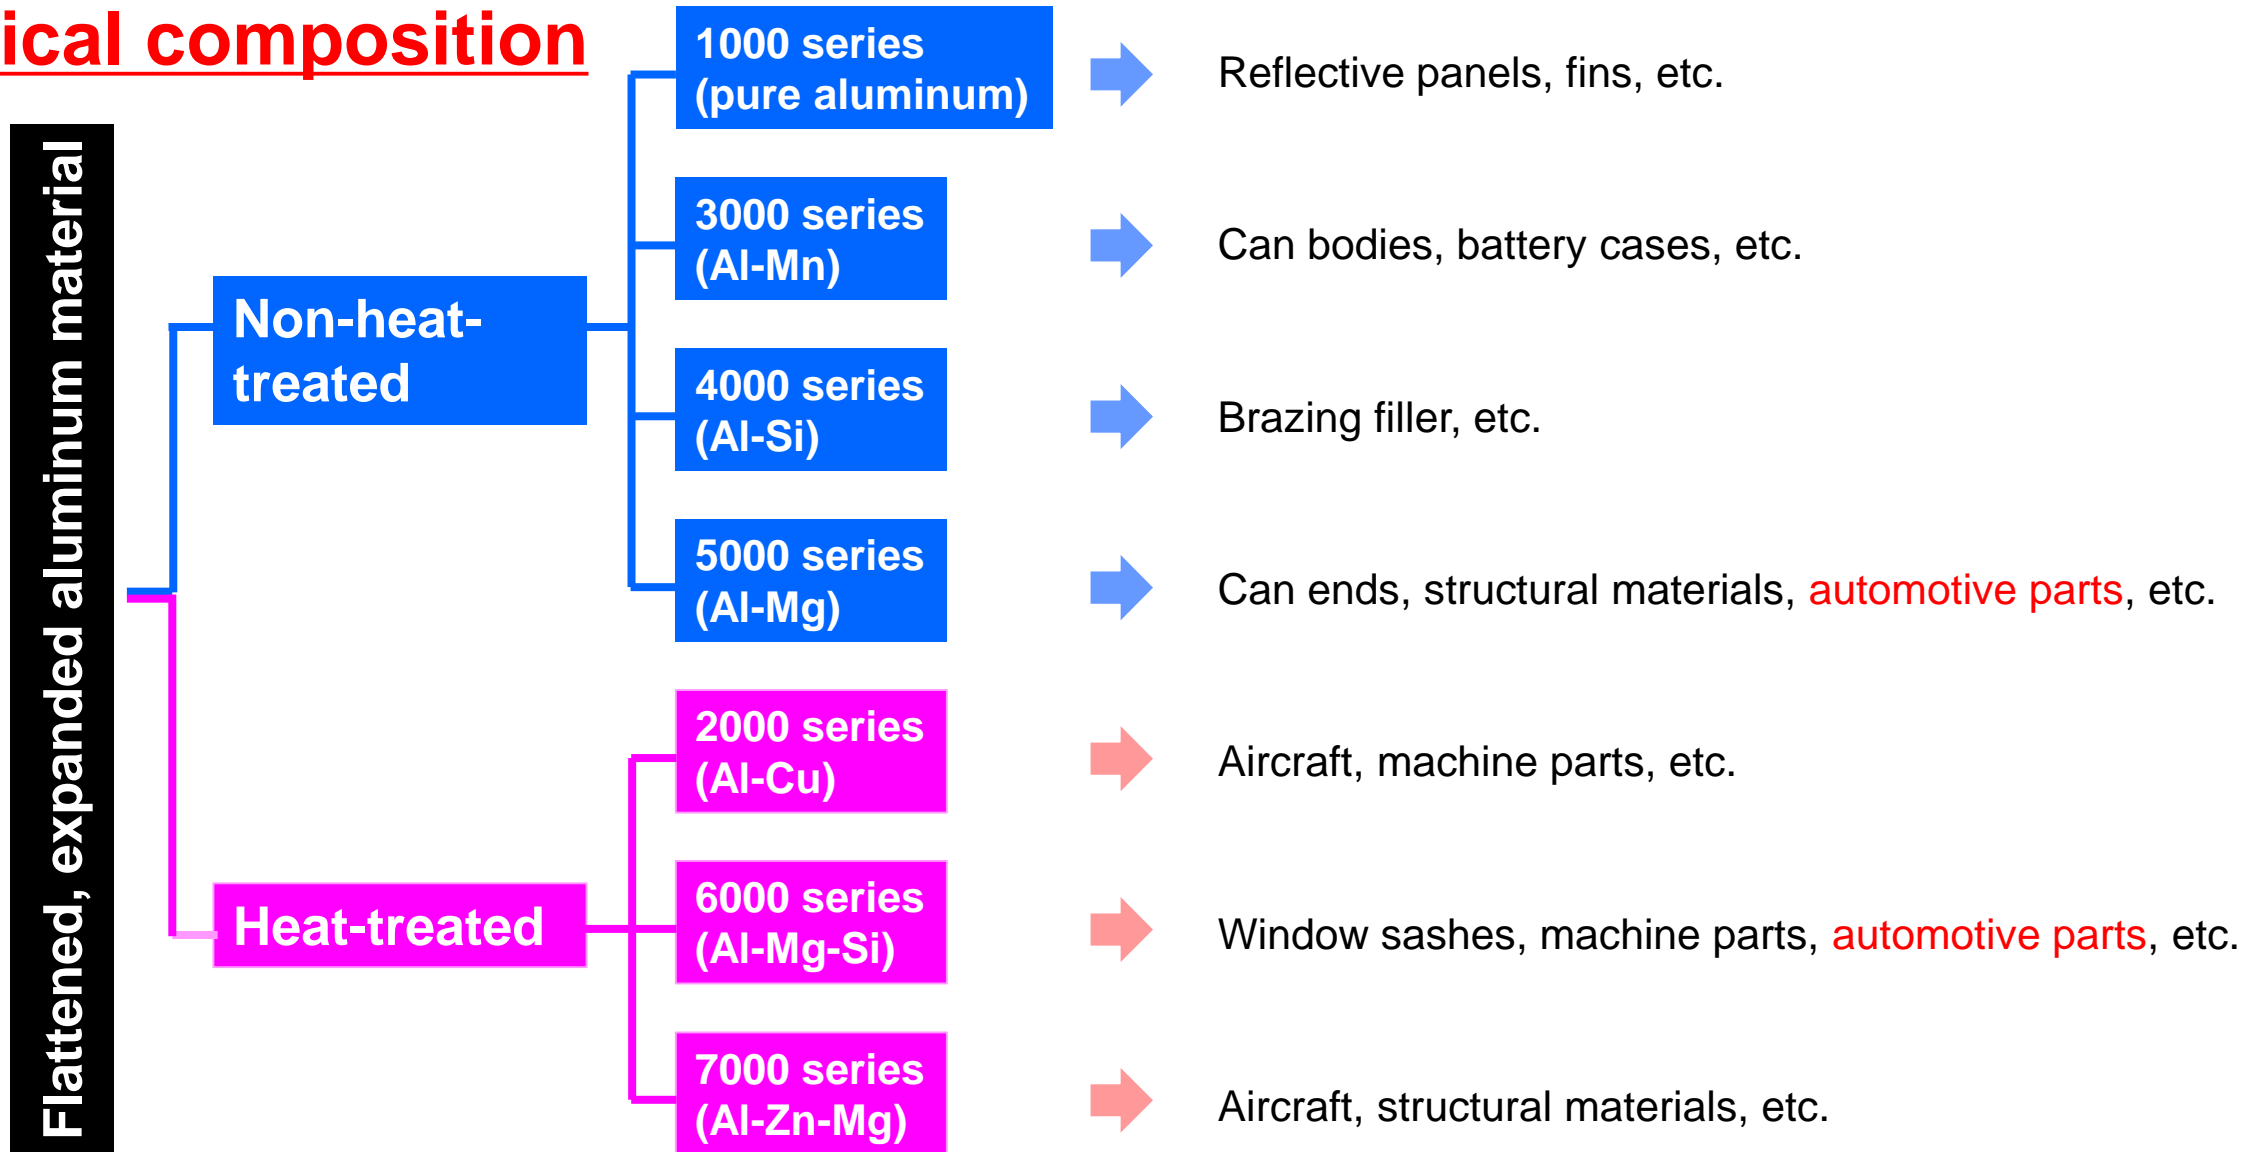 ical composition
Flattened, expanded aluminum material
Non-heat-
treated
1000 series
(pure aluminum)
Reflective panels, fins, etc.
3000 series
(Al-Mn)
Can bodies, battery cases, etc.
4000 series
(Al-Si)
Brazing filler, etc.
5000 series
(Al-Mg)
Can ends, structural materials, automotive parts, etc.
Heat-treated
2000 series
(Al-Cu)
Aircraft, machine parts, etc.
6000 series
(Al-Mg-Si)
Window sashes, machine parts, automotive parts, etc.
7000 series
(Al-Zn-Mg)
Aircraft, structural materials, etc.